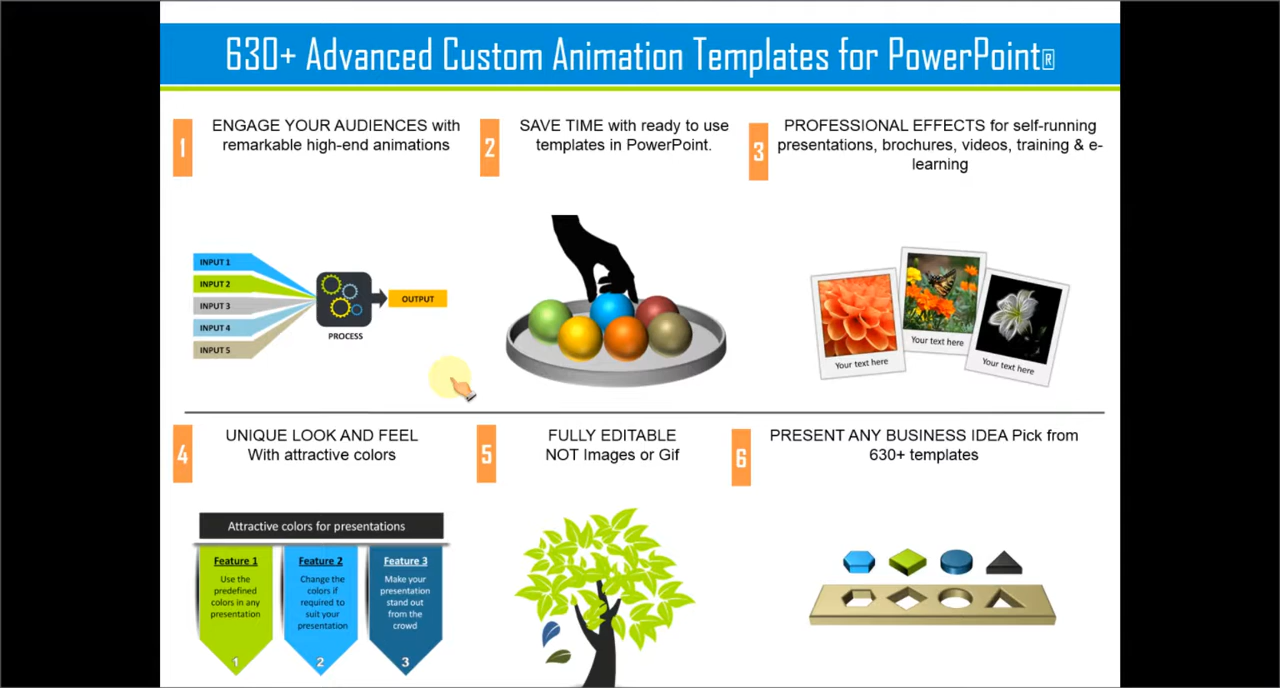 630+ Advanced Custom Animation Templates for PowerPoint®
1
ENGAGE YOUR AUDIENCES with
remarkable high-end animations
2
SAVE TIME with ready to use
templates in PowerPoint.
3
PROFESSIONAL EFFECTS for self-running
presentations, brochures, videos, training & e-
learning
INPUT 1
INPUT 2
INPUT 3
INPUT 4
INPUT 5
PROCESS
OUTPUT
Your text here
Your text here
Your text here
4
UNIQUE LOOK AND FEEL
With attractive colors
5
FULLY EDITABLE
NOT Images or Gif
6
PRESENT ANY BUSINESS IDEA Pick from
630+ templates
Attractive colors for presentations
Feature 1
Use the
predefined
colors in any
presentation
1
Feature 2
Change the
colors if
required to
suit your
presentation
2
Feature 3
Make your
presentation
stand out
from the
crowd
3